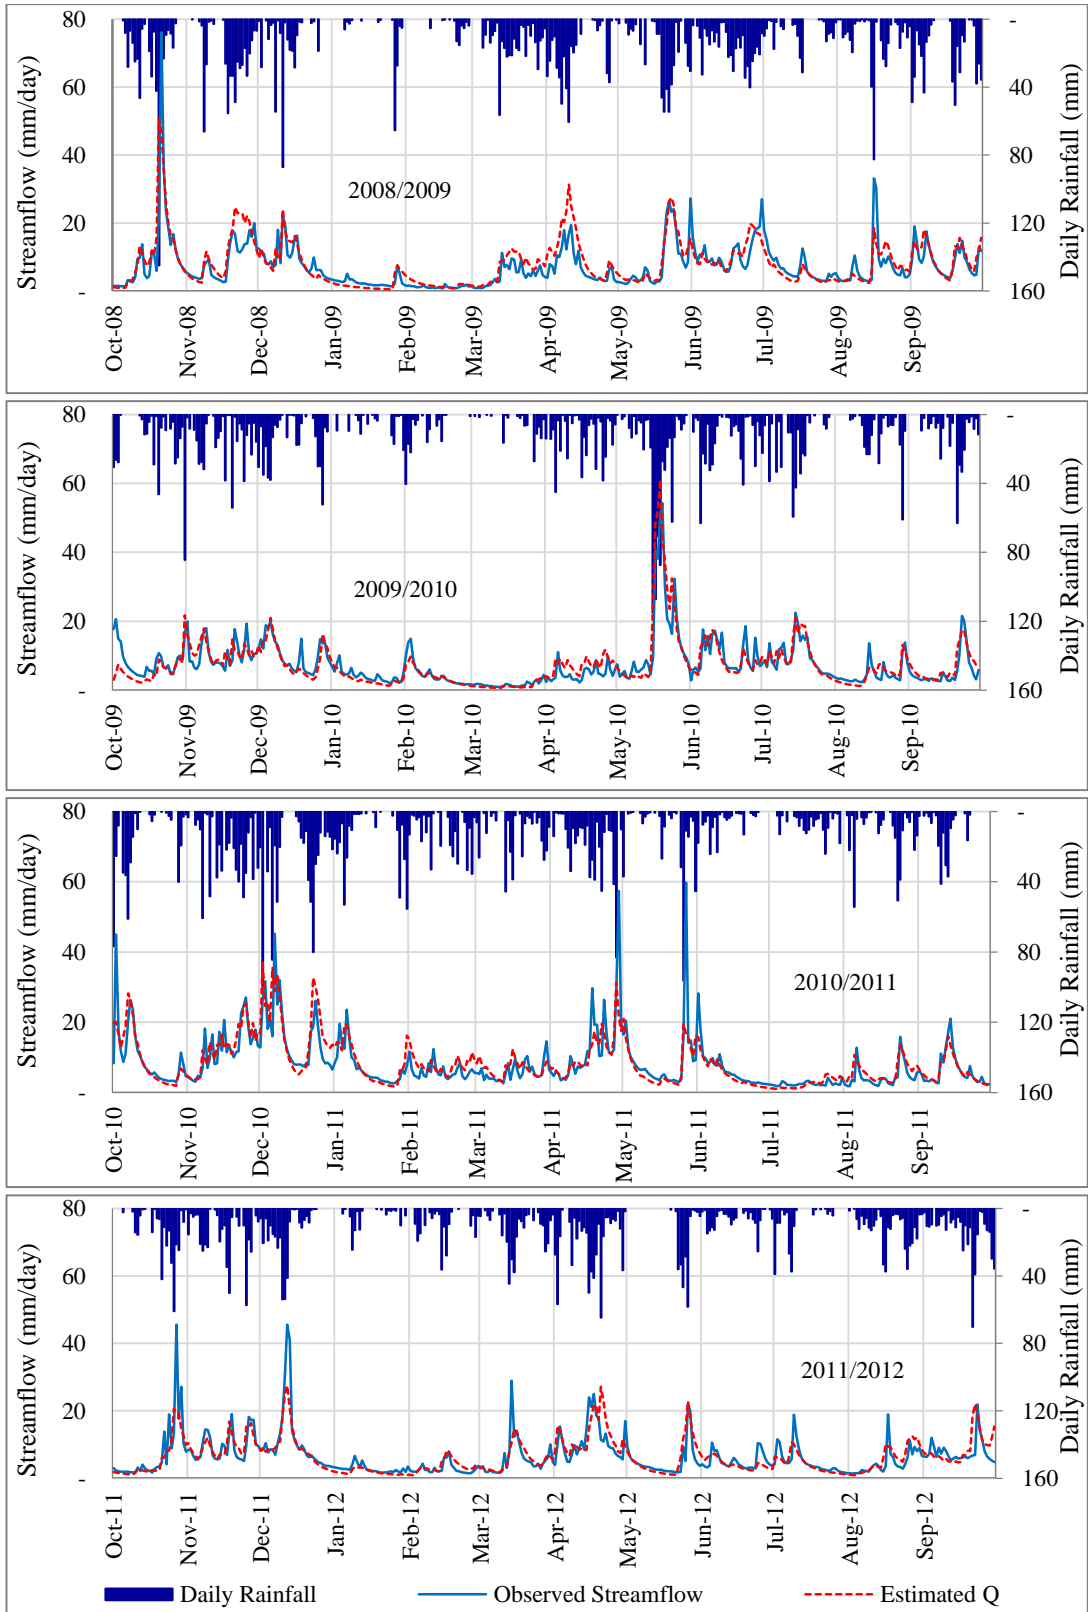 Streamflow (mm/day)
80
60
40
20
-
2008/2009
-
40
80
120
160
Daily Rainfall (mm)
Oct-08
Nov-08
Dec-08
Jan-09
Feb-09
Mar-09
Apr-09
May-09
Jun-09
Jul-09
Aug-09
Sep-09
Streamflow (mm/day)
80
60
40
20
-
2009/2010
-
40
80
120
160
Daily Rainfall (mm)
Oct-09
Nov-09
Dec-09
Jan-10
Feb-10
Mar-10
Apr-10
May-10
Jun-10
Jul-10
Aug-10
Sep-10
Streamflow (mm/day)
80
60
40
20
-
2010/2011
-
40
80
120
160
Daily Rainfall (mm)
Oct-10
Nov-10
Dec-10
Jan-11
Feb-11
Mar-11
Apr-11
May-11
Jun-11
Jul-11
Aug-11
Sep-11
Streamflow (mm/day)
80
60
40
20
-
2011/2012
-
40
80
120
160
Daily Rainfall (mm)
Oct-11
Nov-11
Dec-11
Jan-12
Feb-12
Mar-12
Apr-12
May-12
Jun-12
Jul-12
Aug-12
Sep-12
Daily Rainfall
Observed Streamflow
Estimated Q